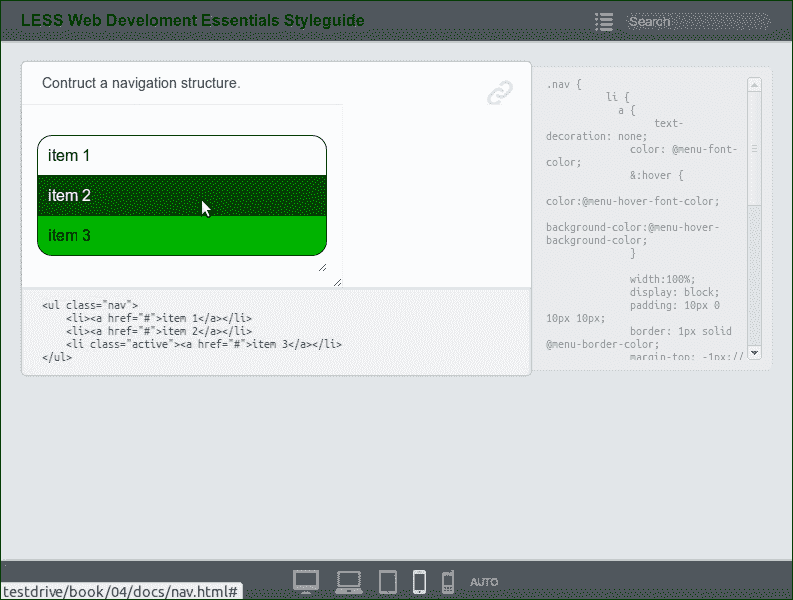 LESS Web Develoment Essentials Styleguide
Search
Contruct a navigation structure.
item 1
item 2
item 3
<ul class="nav">
    <li><a href="#">item 1</a></li>
    <li><a href="#">item 2</a></li>
    <li class="active"><a href="#">item 3</a></li>
</ul>
.nav {
li {
a {
text-
decoration: none;
color: @menu-font-
color;
&:hover {
color:@menu-hover-font-color;
background-color:@menu-hover-
background-color;
}
width:100%;
display: block;
padding: 10px 0
10px 10px;
border: 1px solid
@menu-border-color;
margin-top: -1px;//
AUTO
testdrive/book/04/docs/nav.html#